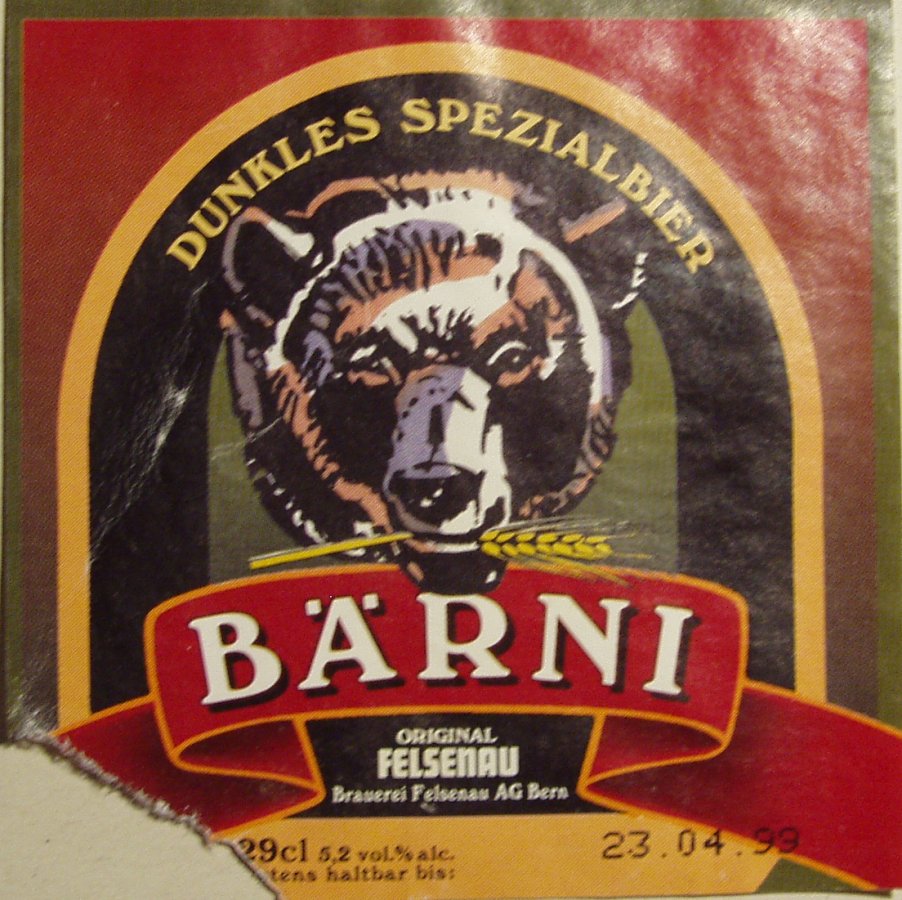 DUNKLES SPEZIALBIER
BÄRNI
ORIGINAL
FELSENAU
Brauerei Felsenau AG Bern
29cl 5,2 vol.% alc.
tens haltbar bis:
23.04.99